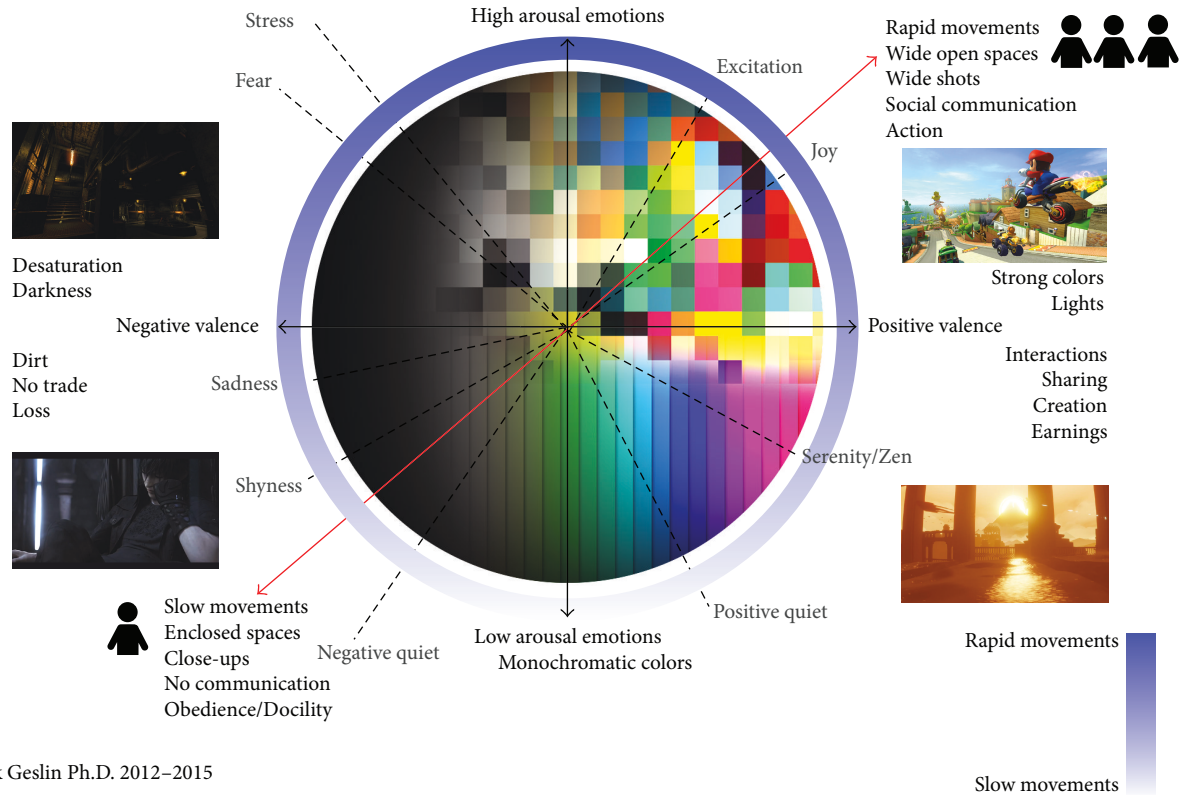 High arousal emotions
Stress
Fear
Excitation
Joy
Rapid movements
Wide open spaces
Wide shots
Social communication
Action
Desaturation
Darkness
Strong colors
Lights
Negative valence
Positive valence
Dirt
No trade
Loss
Interactions
Sharing
Creation
Earnings
Sadness
Shyness
Serenity/Zen
Slow movements
Enclosed spaces
Close-ups
No communication
Obedience/Docility
Negative quiet
Positive quiet
Low arousal emotions
Monochromatic colors
Rapid movements
Slow movements
Geslin Ph.D. 2012–2015